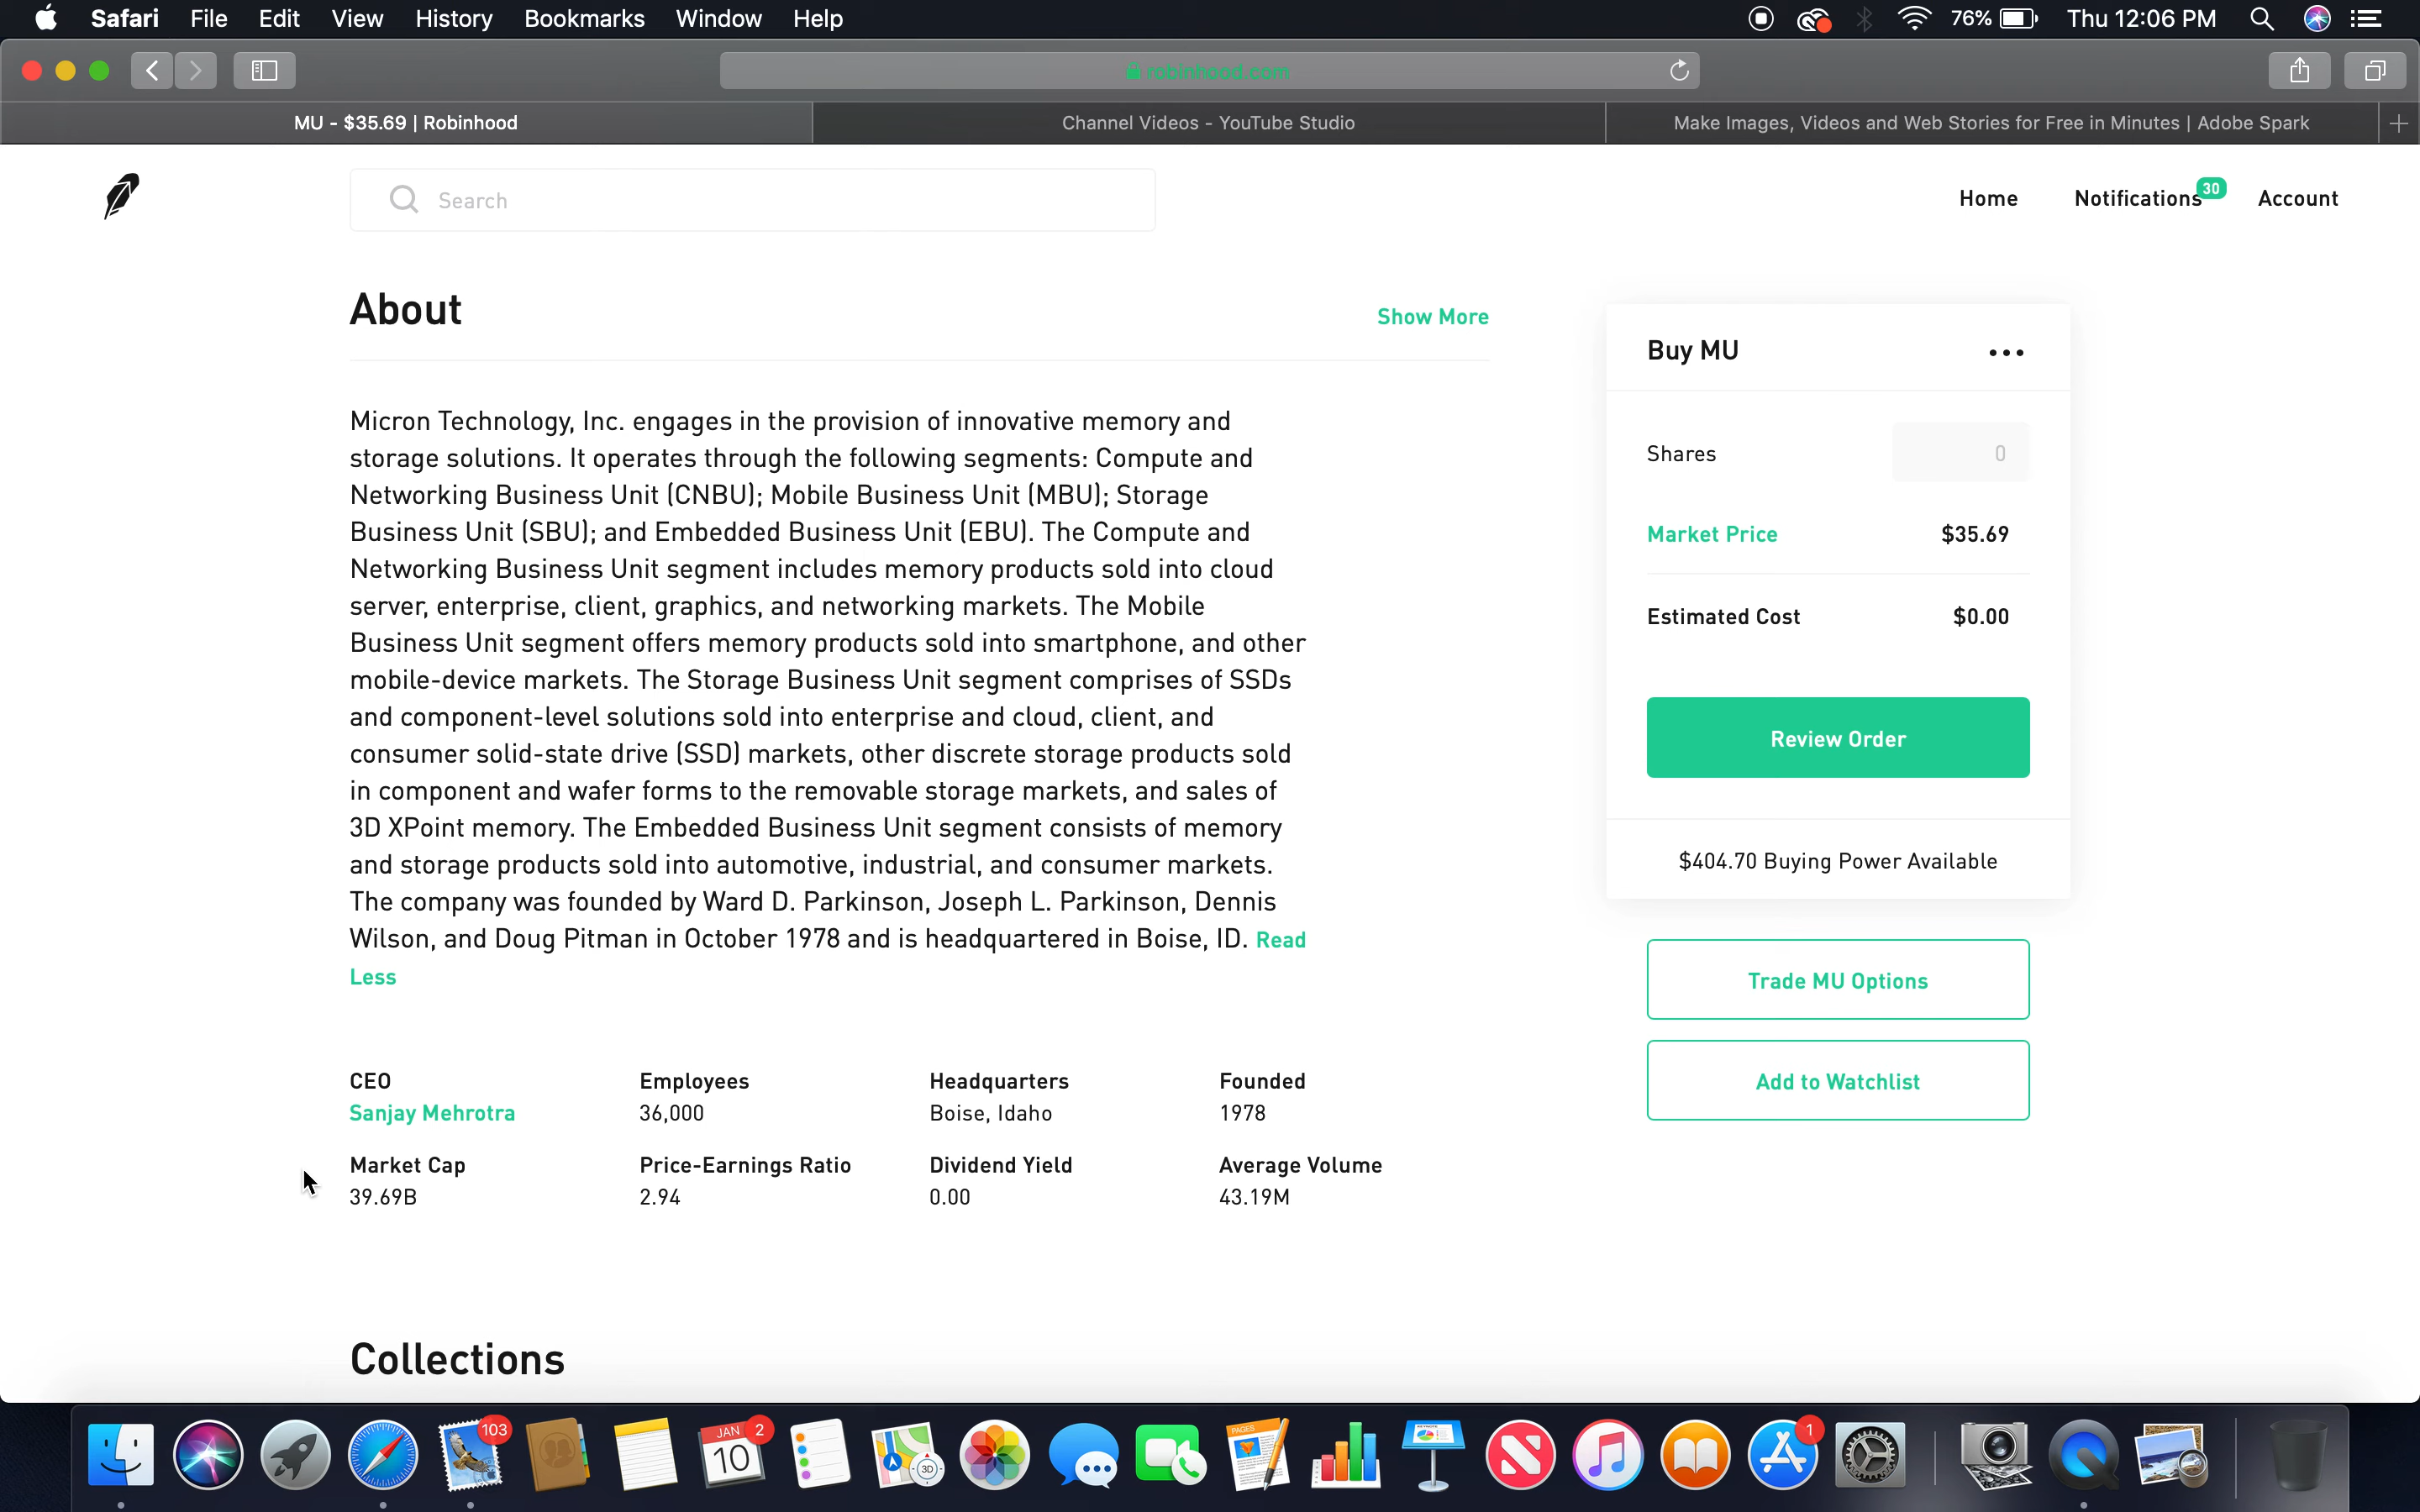 Safari File Edit View History Bookmarks Window Help 76% Thu 12:06 PM
robinhood.com
MU - $35.69 | Robinhood Channel Videos - YouTube Studio Make Images, Videos and Web Stories for Free in Minutes | Adobe Spark
Search Home Notifications 30 Account
About Show More
Micron Technology, Inc. engages in the provision of innovative memory and
storage solutions. It operates through the following segments: Compute and
Networking Business Unit (CNBU); Mobile Business Unit (MBU); Storage
Business Unit (SBU); and Embedded Business Unit (EBU). The Compute and
Networking Business Unit segment includes memory products sold into cloud
server, enterprise, client, graphics, and networking markets. The Mobile
Business Unit segment offers memory products sold into smartphone, and other
mobile-device markets. The Storage Business Unit segment comprises of SSDs
and component-level solutions sold into enterprise and cloud, client, and
consumer solid-state drive (SSD) markets, other discrete storage products sold
in component and wafer forms to the removable storage markets, and sales of
3D XPoint memory. The Embedded Business Unit segment consists of memory
and storage products sold into automotive, industrial, and consumer markets.
The company was founded by Ward D. Parkinson, Joseph L. Parkinson, Dennis
Wilson, and Doug Pitman in October 1978 and is headquartered in Boise, ID. Read
Less
CEO Employees Headquarters Founded
Sanjay Mehrotra 36,000 Boise, Idaho 1978
Market Cap Price-Earnings Ratio Dividend Yield Average Volume
39.69B 2.94 0.00 43.19M
Collections
Buy MU
Shares 0
Market Price $35.69
Estimated Cost $0.00
Review Order
$404.70 Buying Power Available
Trade MU Options
Add to Watchlist
103 JAN 10 2 3D PAGES 1